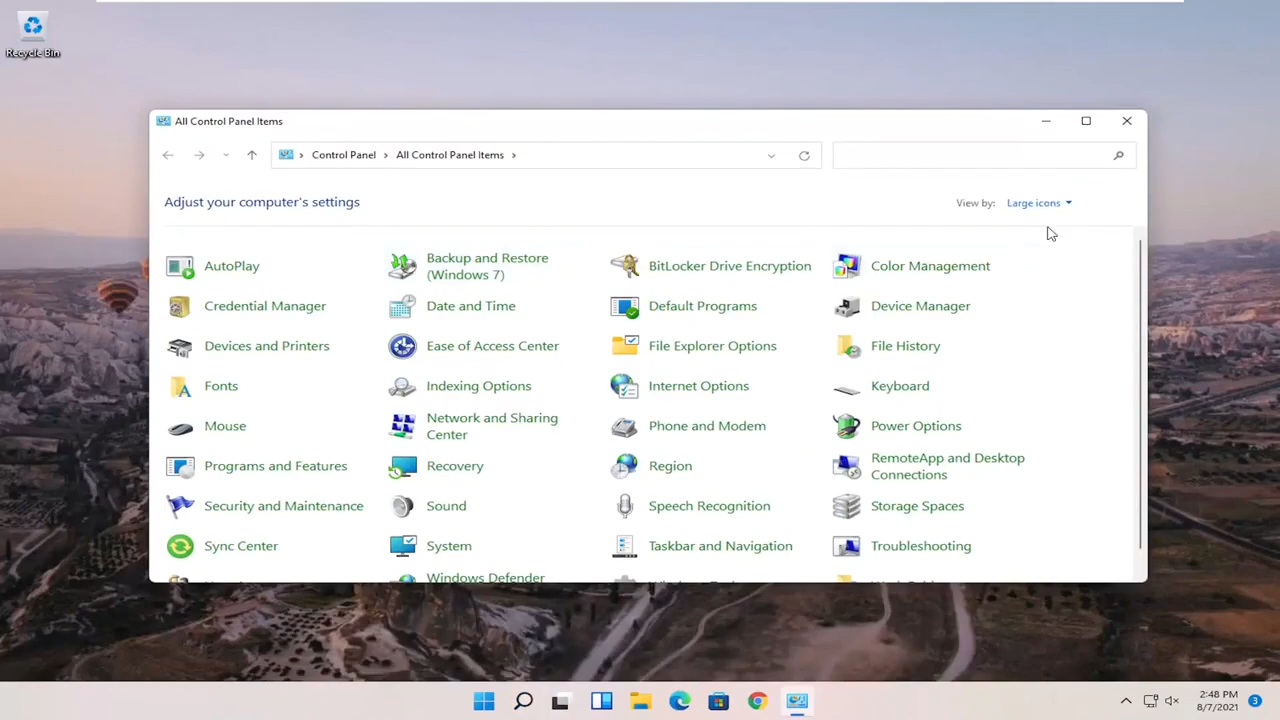 Recycle Bin
All Control Panel Items
Control Panel
All Control Panel Items
Adjust your computer's settings
View by:
Large icons
AutoPlay
Backup and Restore
(Windows 7)
BitLocker Drive Encryption
Color Management
Credential Manager
Date and Time
Default Programs
Device Manager
Devices and Printers
Ease of Access Center
File Explorer Options
File History
Fonts
Indexing Options
Internet Options
Keyboard
Mouse
Network and Sharing
Center
Phone and Modem
Power Options
Programs and Features
Recovery
Region
RemoteApp and Desktop
Connections
Security and Maintenance
Sound
Speech Recognition
Storage Spaces
Sync Center
System
Taskbar and Navigation
Troubleshooting
Windows Defender
2:48 PM
8/7/2021
3